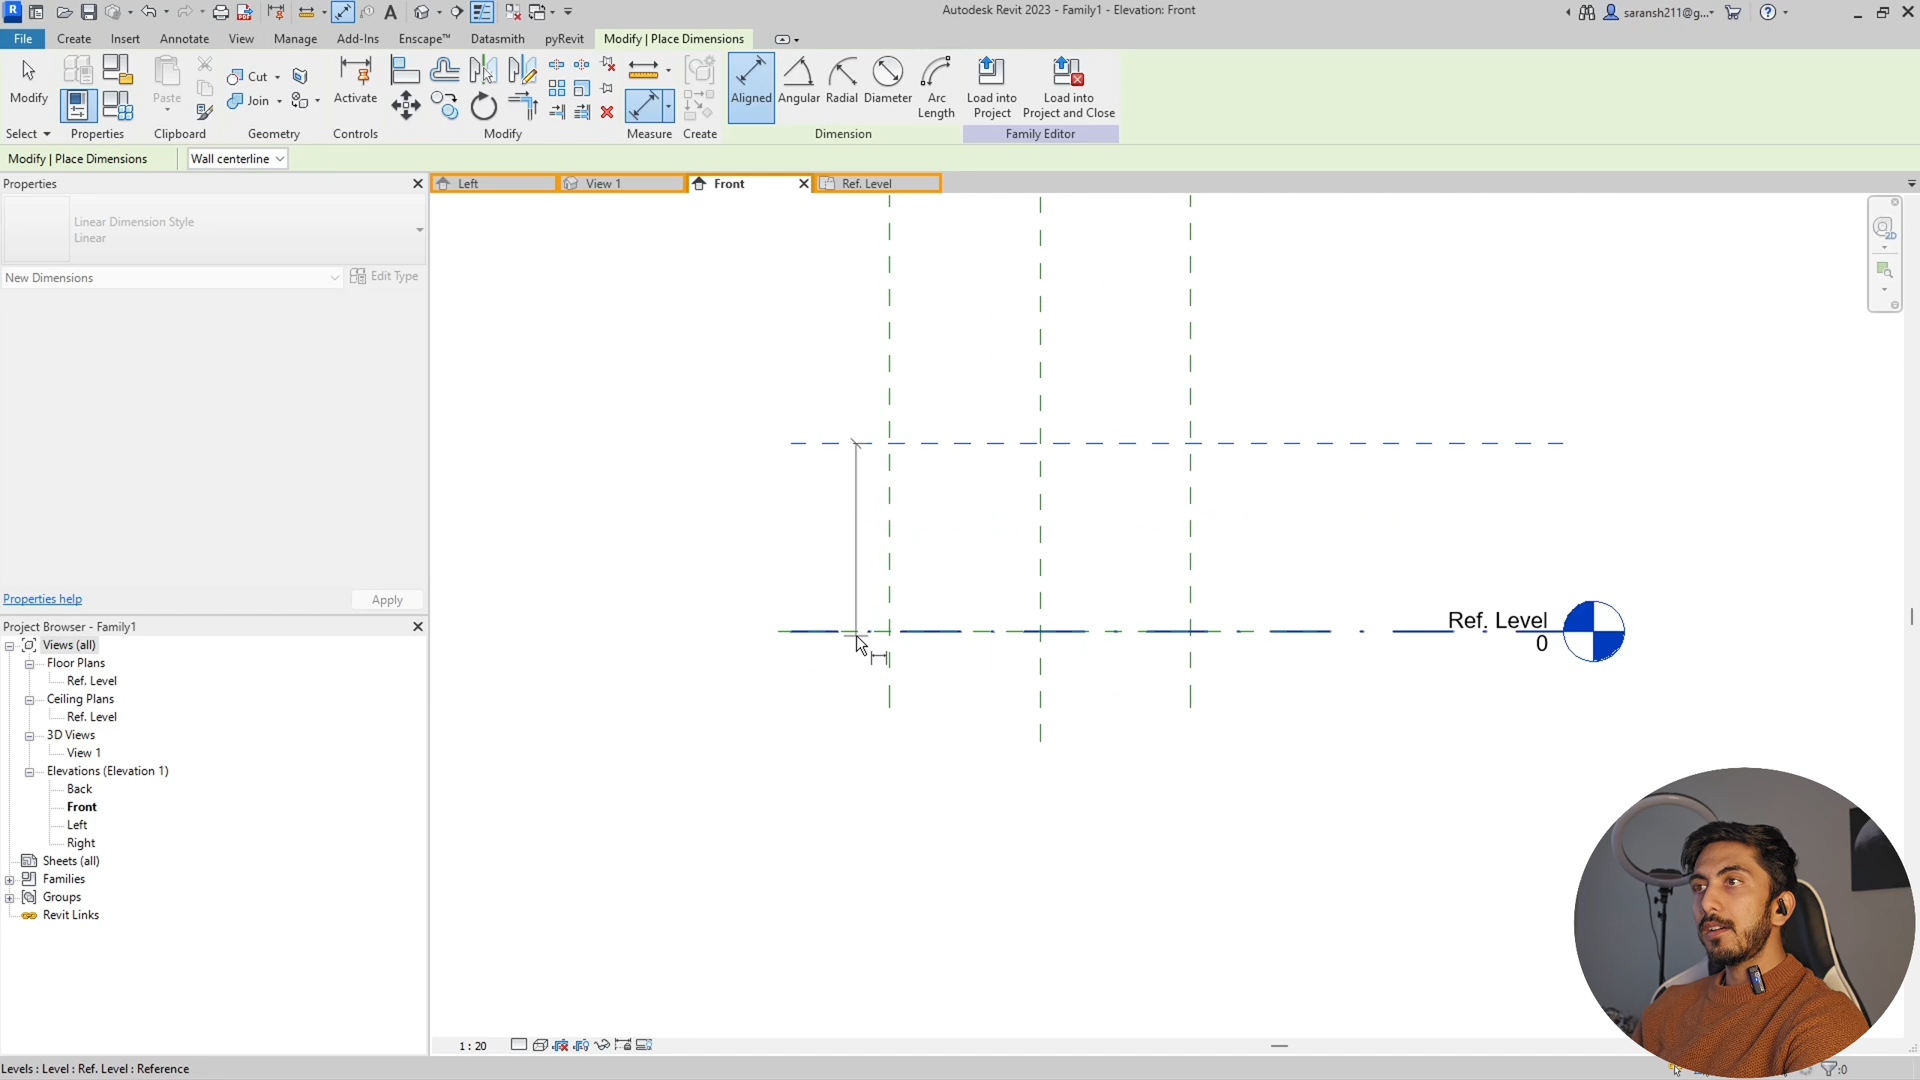 Autodesk Revit 2023 - Family1 - Elevation: Front
saransh211@g...
File Create Insert Annotate View Manage Add-Ins Enscape™ Datasmith pyRevit Modify | Place Dimensions
Modify
Paste
Cut
Join
Activate
Aligned Angular Radial Diameter Arc Length
Load into Project
Load into Project and Close
Select Properties Clipboard Geometry Controls Modify Measure Create Dimension Family Editor
Modify | Place Dimensions Wall centerline
Properties
Left View 1 Front Ref. Level
Linear Dimension Style
Linear
New Dimensions Edit Type
2D
Properties help Apply
Ref. Level
0
Project Browser - Family1
Views (all)
Floor Plans
Ref. Level
Ceiling Plans
Ref. Level
3D Views
View 1
Elevations (Elevation 1)
Back
Front
Left
Right
Sheets (all)
Families
Groups
Revit Links
1 : 20
Levels : Level : Ref. Level : Reference
:0